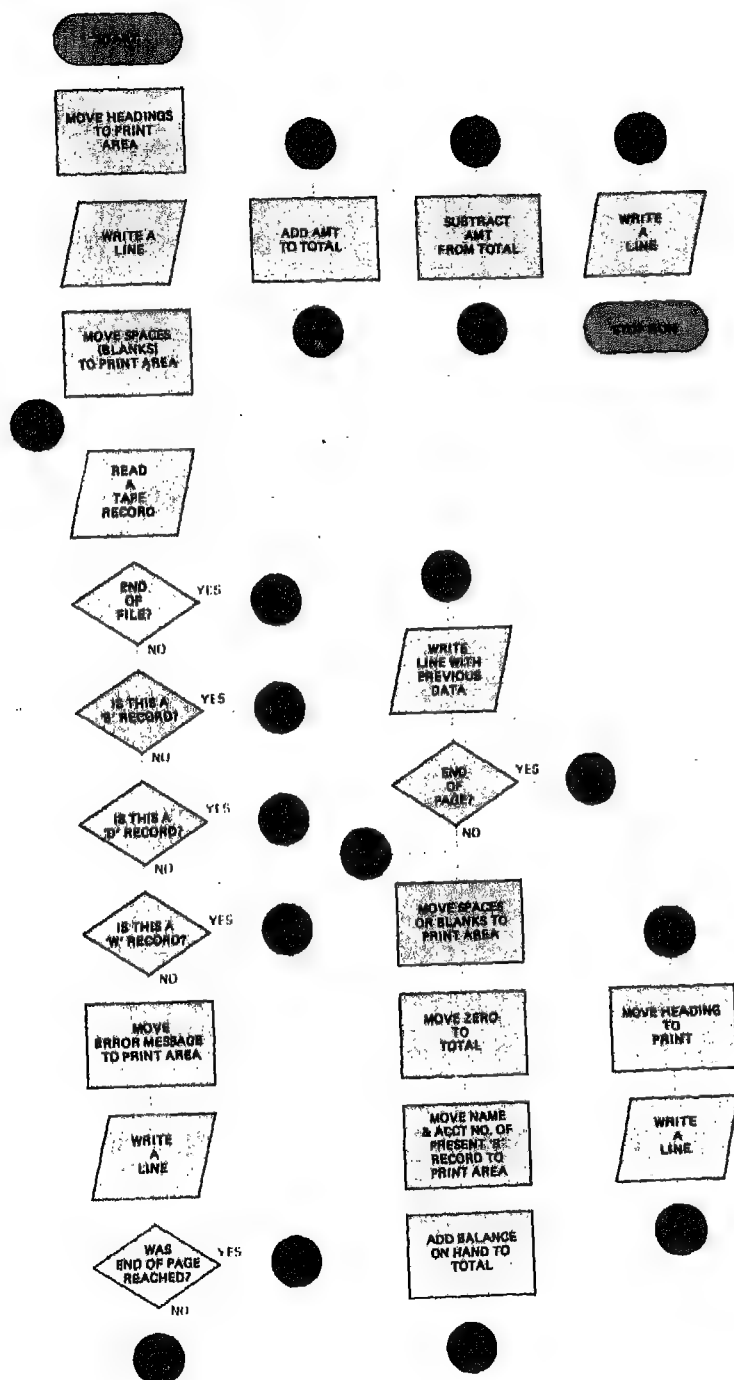 MOVE HEADINGS
TO PRINT
AREA
WRITE A
LINE
MOVE SPACES
(BLANKS)
TO PRINT AREA
READ
A
TAPE
RECORD
END
OF
FILE?
YES
NO
IS THIS A
'B' RECORD?
YES
NO
IS THIS A
'D' RECORD?
YES
NO
IS THIS A
'W' RECORD?
YES
NO
MOVE
ERROR MESSAGE
TO PRINT AREA
WRITE
A
LINE
WAS
END OF PAGE
REACHED?
YES
NO
ADD AMT
TO TOTAL
SUBTRACT
AMT
FROM TOTAL
WRITE
A
LINE
STOP RUN
WRITE
LINE WITH
PREVIOUS
DATA
END
OF
PAGE?
YES
NO
MOVE SPACES
OR BLANKS TO
PRINT AREA
MOVE ZERO
TO
TOTAL
MOVE NAME
& ACCT NO. OF
PRESENT 'B'
RECORD TO
PRINT AREA
ADD BALANCE
ON HAND TO
TOTAL
MOVE HEADING
TO
PRINT
WRITE
A
LINE